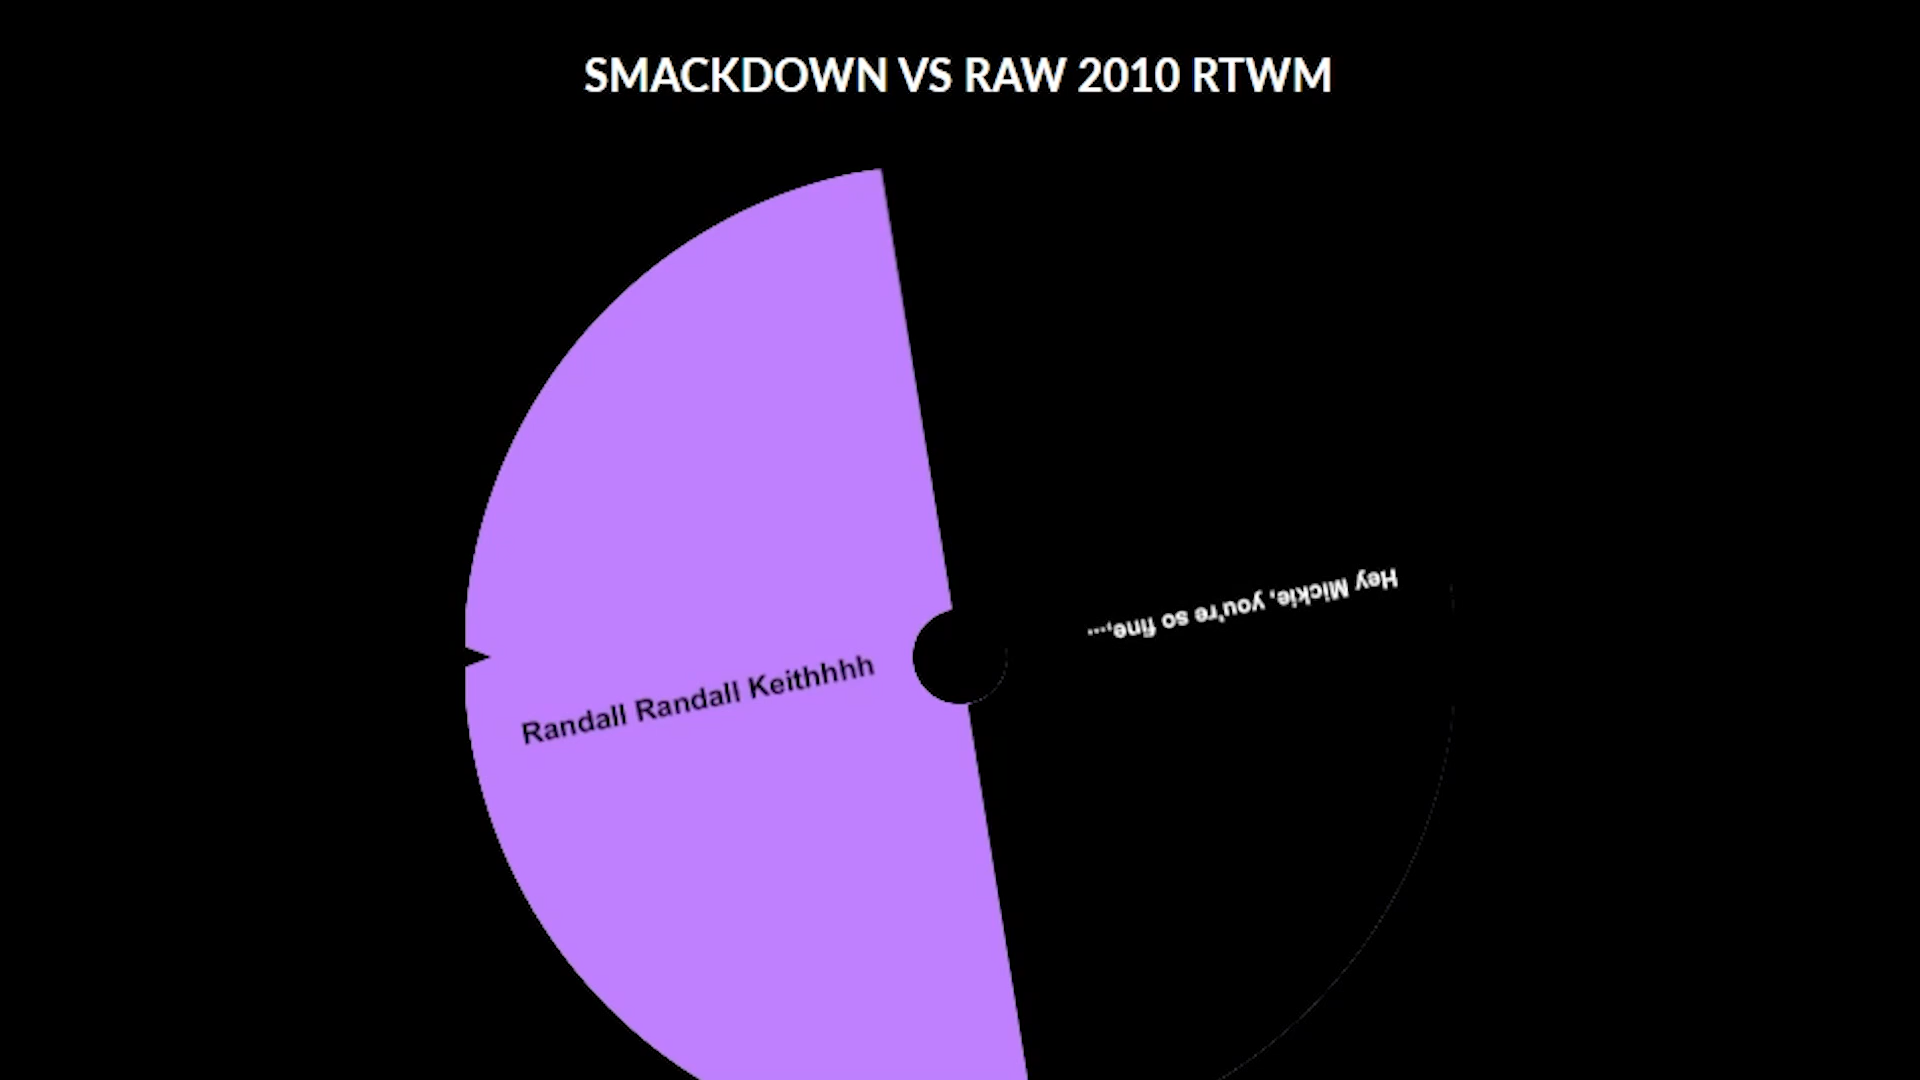 SMACKDOWN VS RAW 2010 RTWM
Hey Mickie, you're so fine,...
Randall Randall Keithhhh